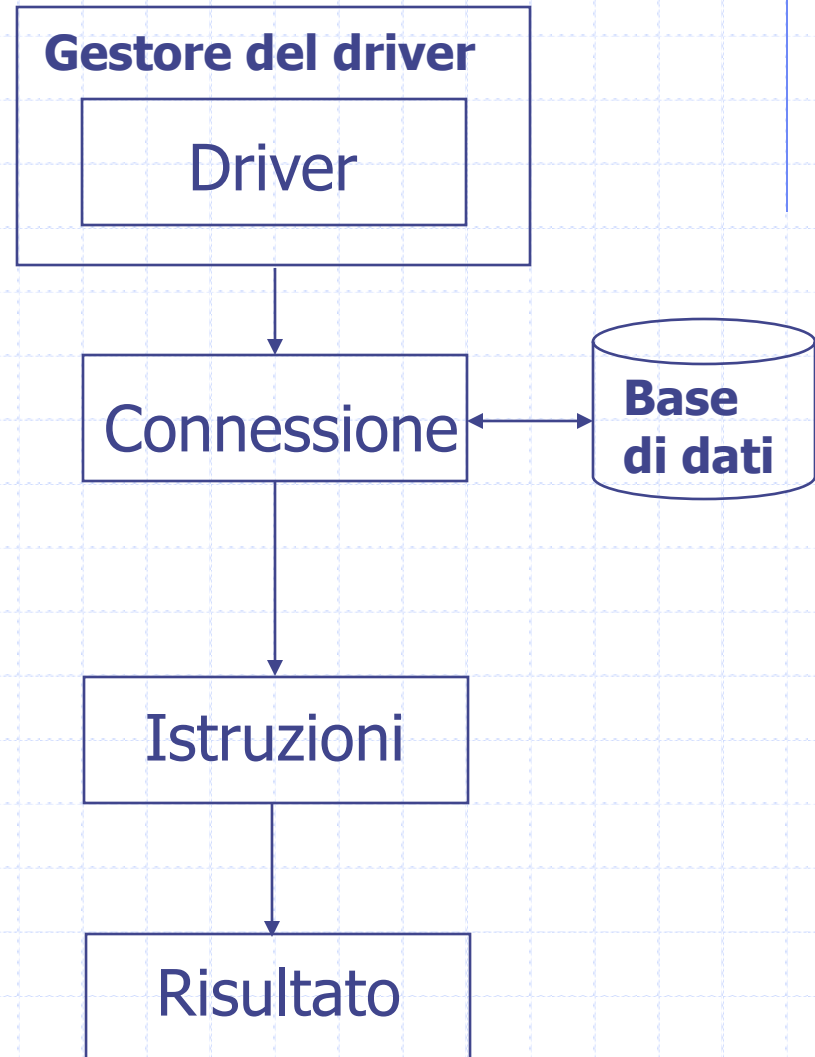 Gestore del driver
Driver
Connessione
Base
di dati
Istruzioni
Risultato